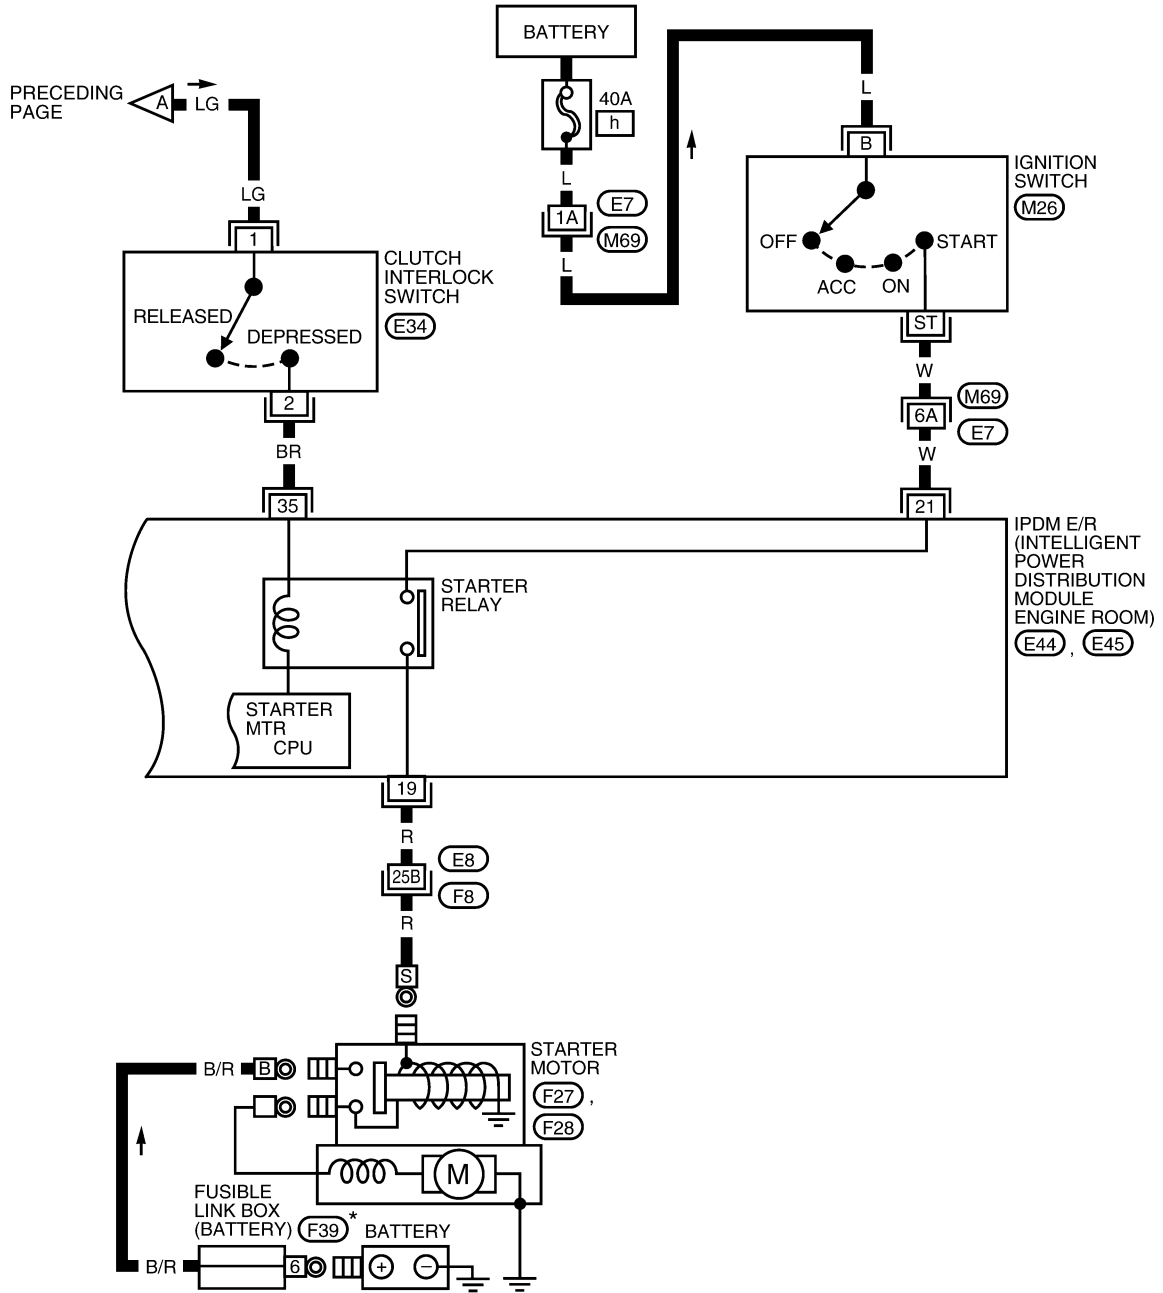 BATTERY
PRECEDING
PAGE
A
LG
40A
h
L
B
LG
L
IGNITION
SWITCH
M26
1A
E7
M69
1
OFF
START
ACC
ON
L
CLUTCH
INTERLOCK
SWITCH
E34
RELEASED
DEPRESSED
ST
W
2
M69
6A
E7
BR
W
35
21
IPDM E/R
(INTELLIGENT
POWER
DISTRIBUTION
MODULE
ENGINE ROOM)
E44 , E45
STARTER
RELAY
STARTER
MTR
CPU
19
R
E8
25B
F8
R
S
STARTER
MOTOR
F27 ,
F28
B/R
B
M
FUSIBLE
LINK BOX
(BATTERY)
F39 *
BATTERY
B/R
6
+
−